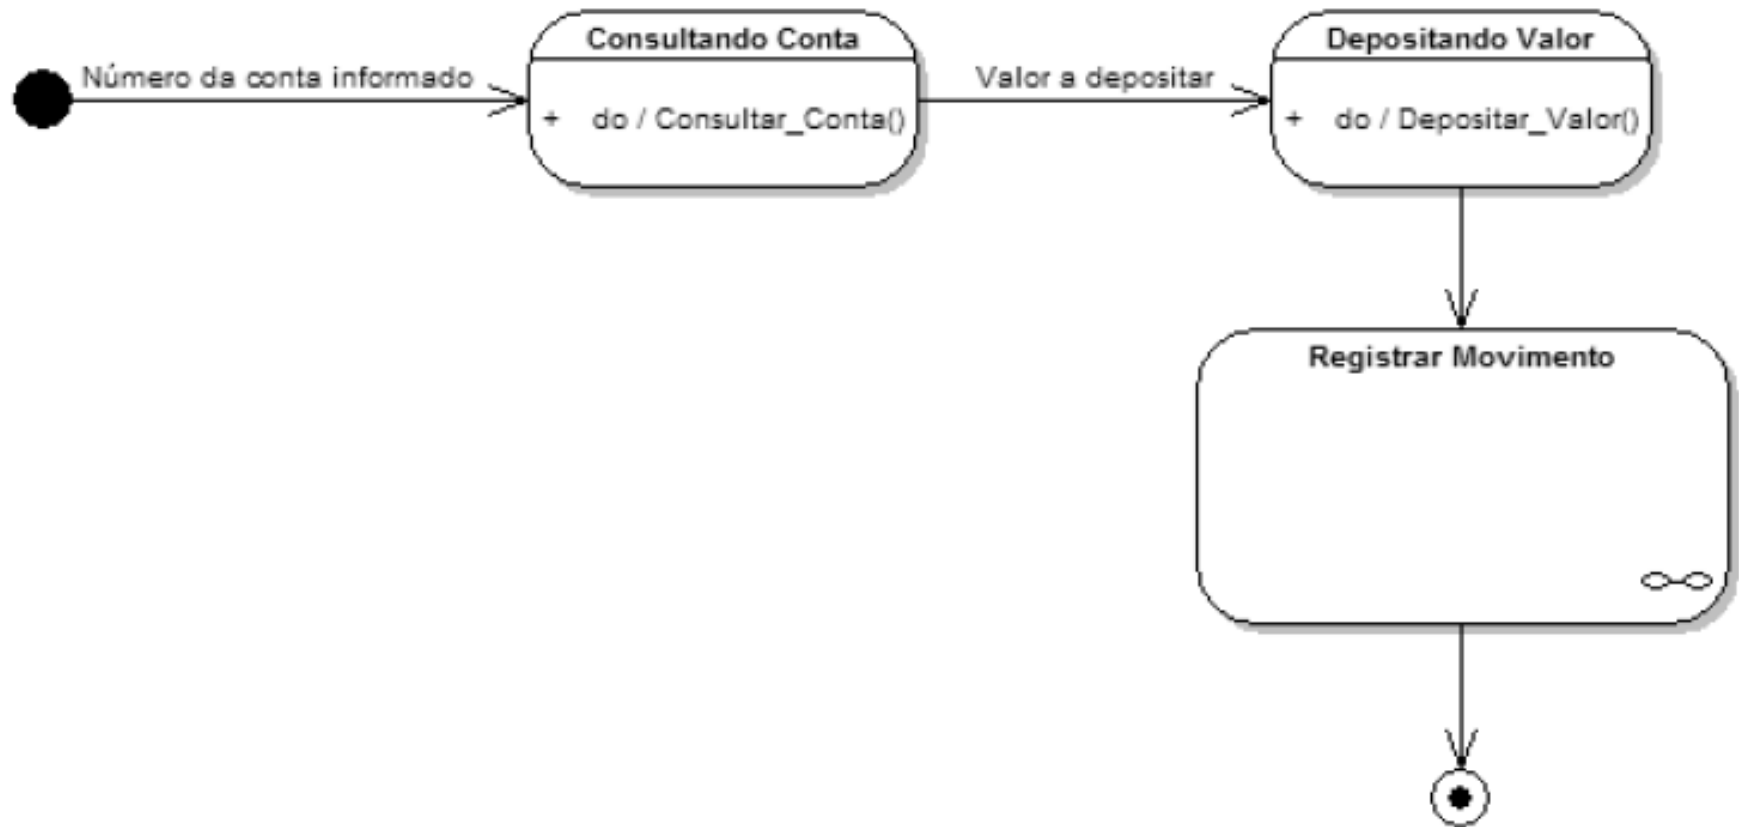 Número da conta informado
Consultando Conta
+ do / Consultar_Conta()
Valor a depositar
Depositando Valor
+ do / Depositar_Valor()
Registrar Movimento